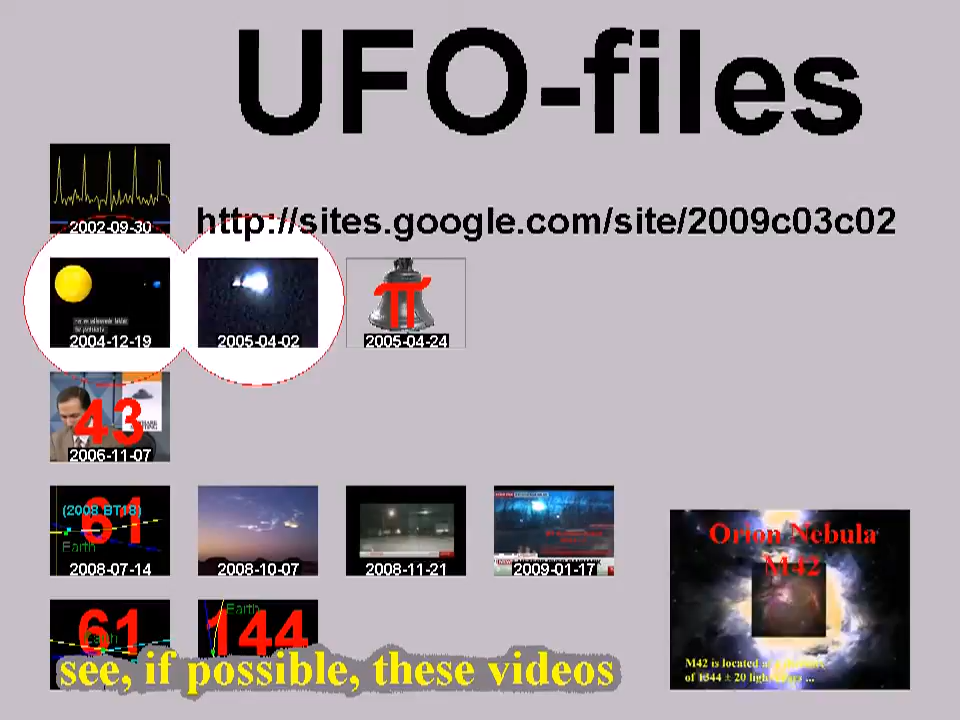 UFO-files
2002-09-30
http://sites.google.com/site/2009c03c02
2004-12-19
2005-04-02
π
2005-04-24
43
2006-11-07
61
(2008 BT18)
Earth
2008-07-14
2008-10-07
2008-11-21
2009-01-17
Orion Nebula
M42
61
Earth
144
Earth
M42 is located at a distance
of 1344 ± 20 light years ...
see, if possible, these videos